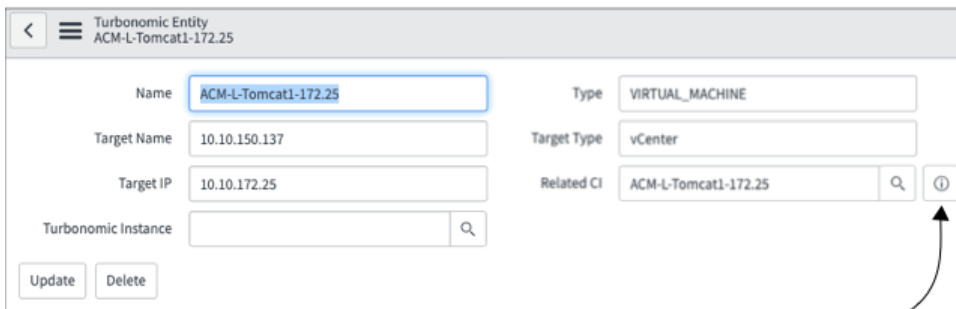 Turbonomic Entity
ACM-L-Tomcat1-172.25
Name ACM-L-Tomcat1-172.25 Type VIRTUAL_MACHINE
Target Name 10.10.150.137 Target Type vCenter
Target IP 10.10.172.25 Related CI ACM-L-Tomcat1-172.25
Turbonomic Instance
Update Delete